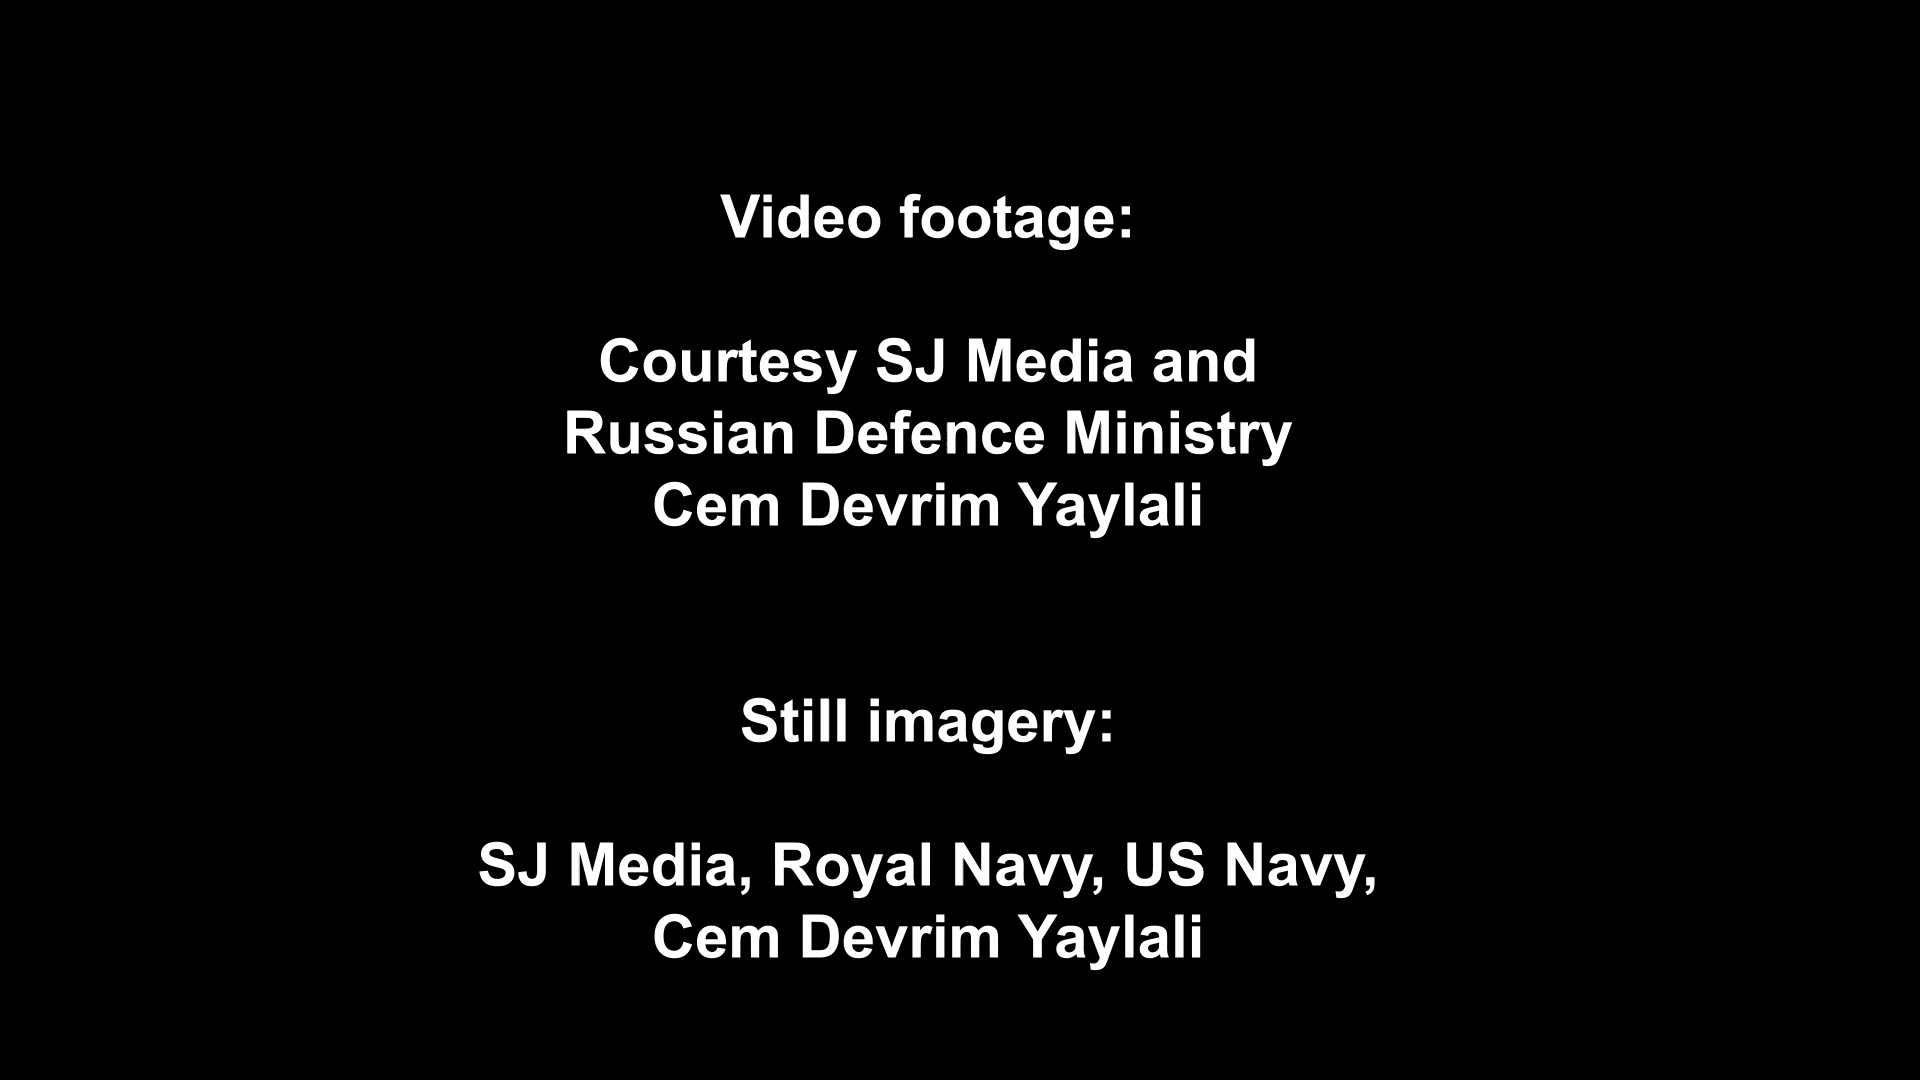 Video footage:
Courtesy SJ Media and
Russian Defence Ministry
Cem Devrim Yaylali
Still imagery:
SJ Media, Royal Navy, US Navy,
Cem Devrim Yaylali